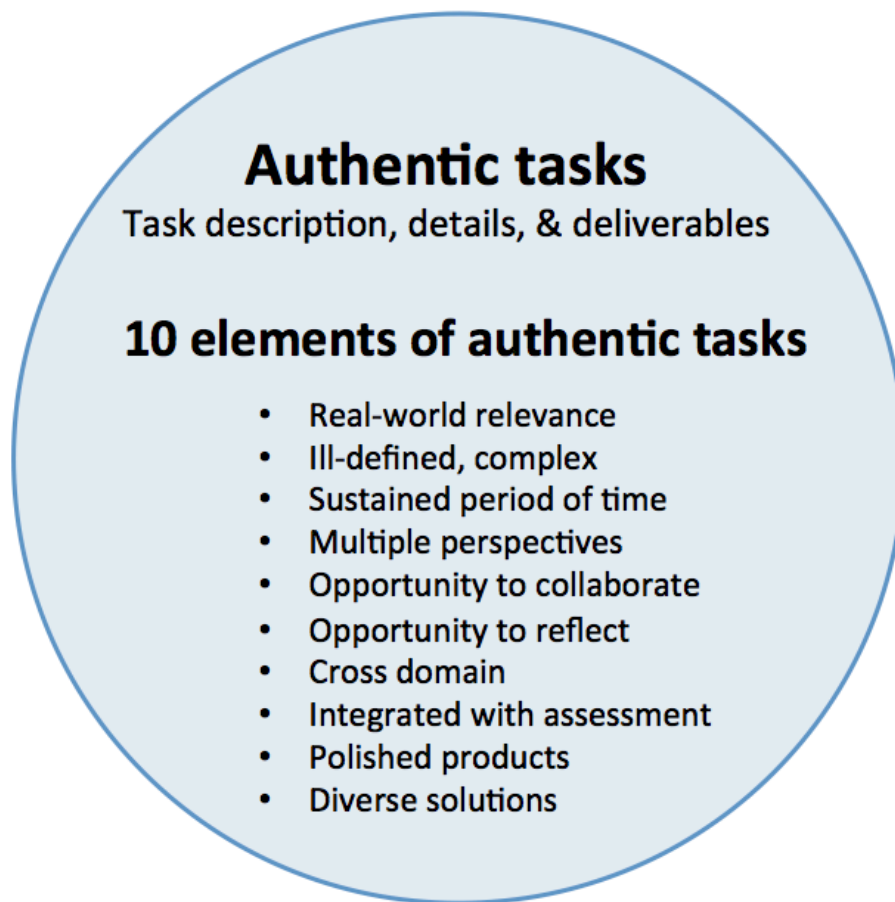 Authentic tasks
Task description, details, & deliverables
10 elements of authentic tasks
• Real-world relevance
• Ill-defined, complex
• Sustained period of time
• Multiple perspectives
• Opportunity to collaborate
• Opportunity to reflect
• Cross domain
• Integrated with assessment
• Polished products
• Diverse solutions